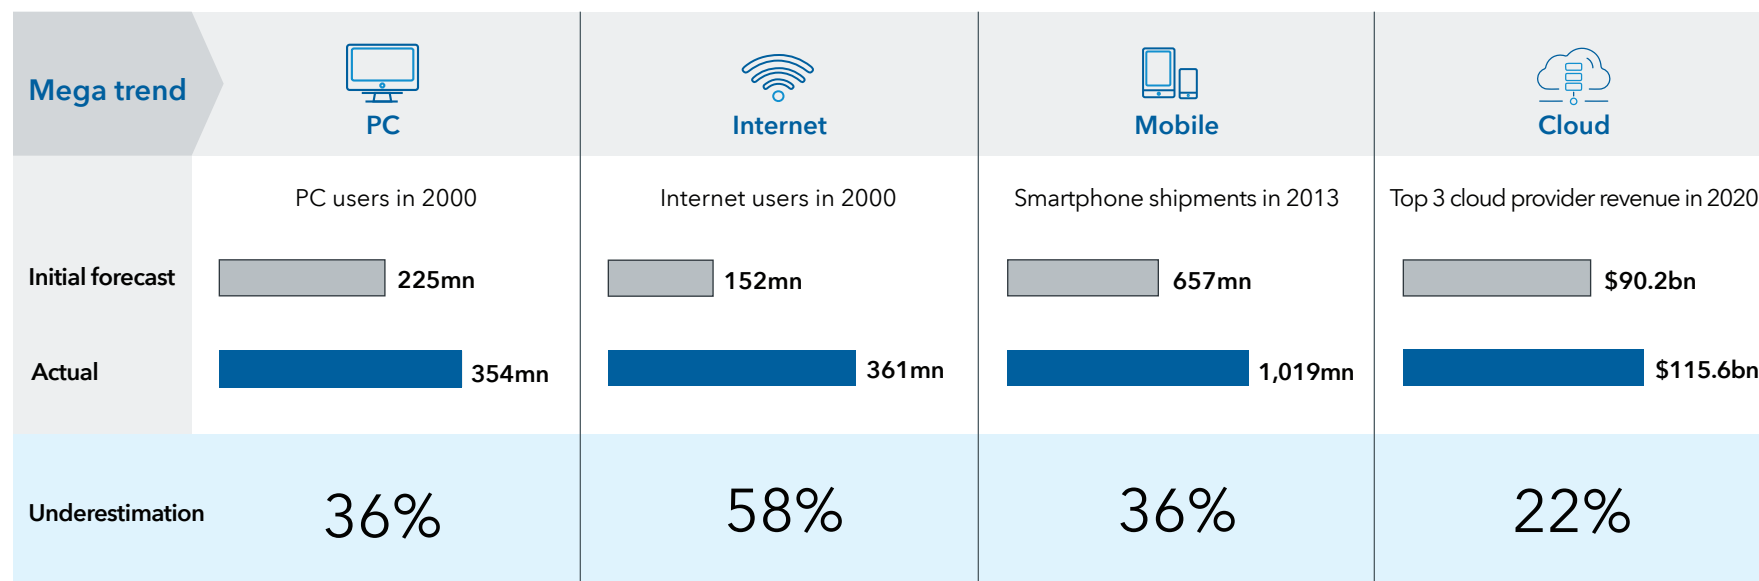 Mega trend
PC
Internet
Mobile
Cloud
PC users in 2000
Internet users in 2000
Smartphone shipments in 2013
Top 3 cloud provider revenue in 2020
Initial forecast
225mn
152mn
657mn
$90.2bn
Actual
354mn
361mn
1,019mn
$115.6bn
Underestimation
36%
58%
36%
22%